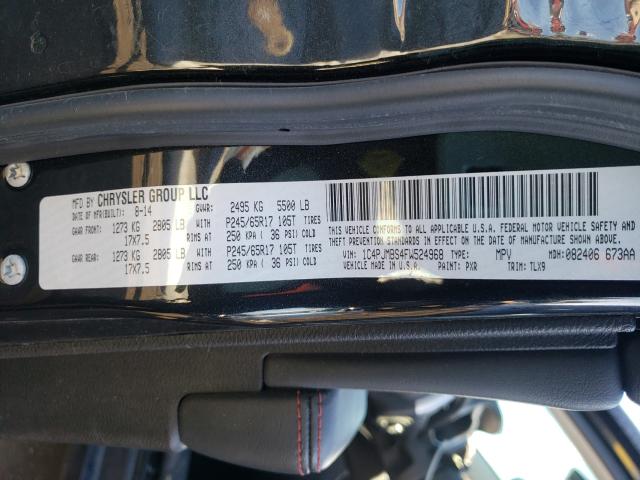 MFD BY: CHRYSLER GROUP LLC
DATE OF MFR(BUILT): 8-14 GVWR: 2495 KG 5500 LB
GAWR FRONT: 1273 KG 2805 LB WITH P245/65R17 105T TIRES
17X7.5 RIMS AT 250 KPA ( 36 PSI) COLD
GAWR REAR: 1273 KG 2805 LB WITH P245/65R17 105T TIRES
17X7.5 RIMS AT 250 KPA ( 36 PSI) COLD
THIS VEHICLE CONFORMS TO ALL APPLICABLE U.S.A. FEDERAL MOTOR VEHICLE SAFETY AND
THEFT PREVENTION STANDARDS IN EFFECT ON THE DATE OF MANUFACTURE SHOWN ABOVE.
VIN: 1C4PJMBS4FW524968 TYPE: MPV MDH: 082406 673AA
PAINT: PXR TRIM: TLX9